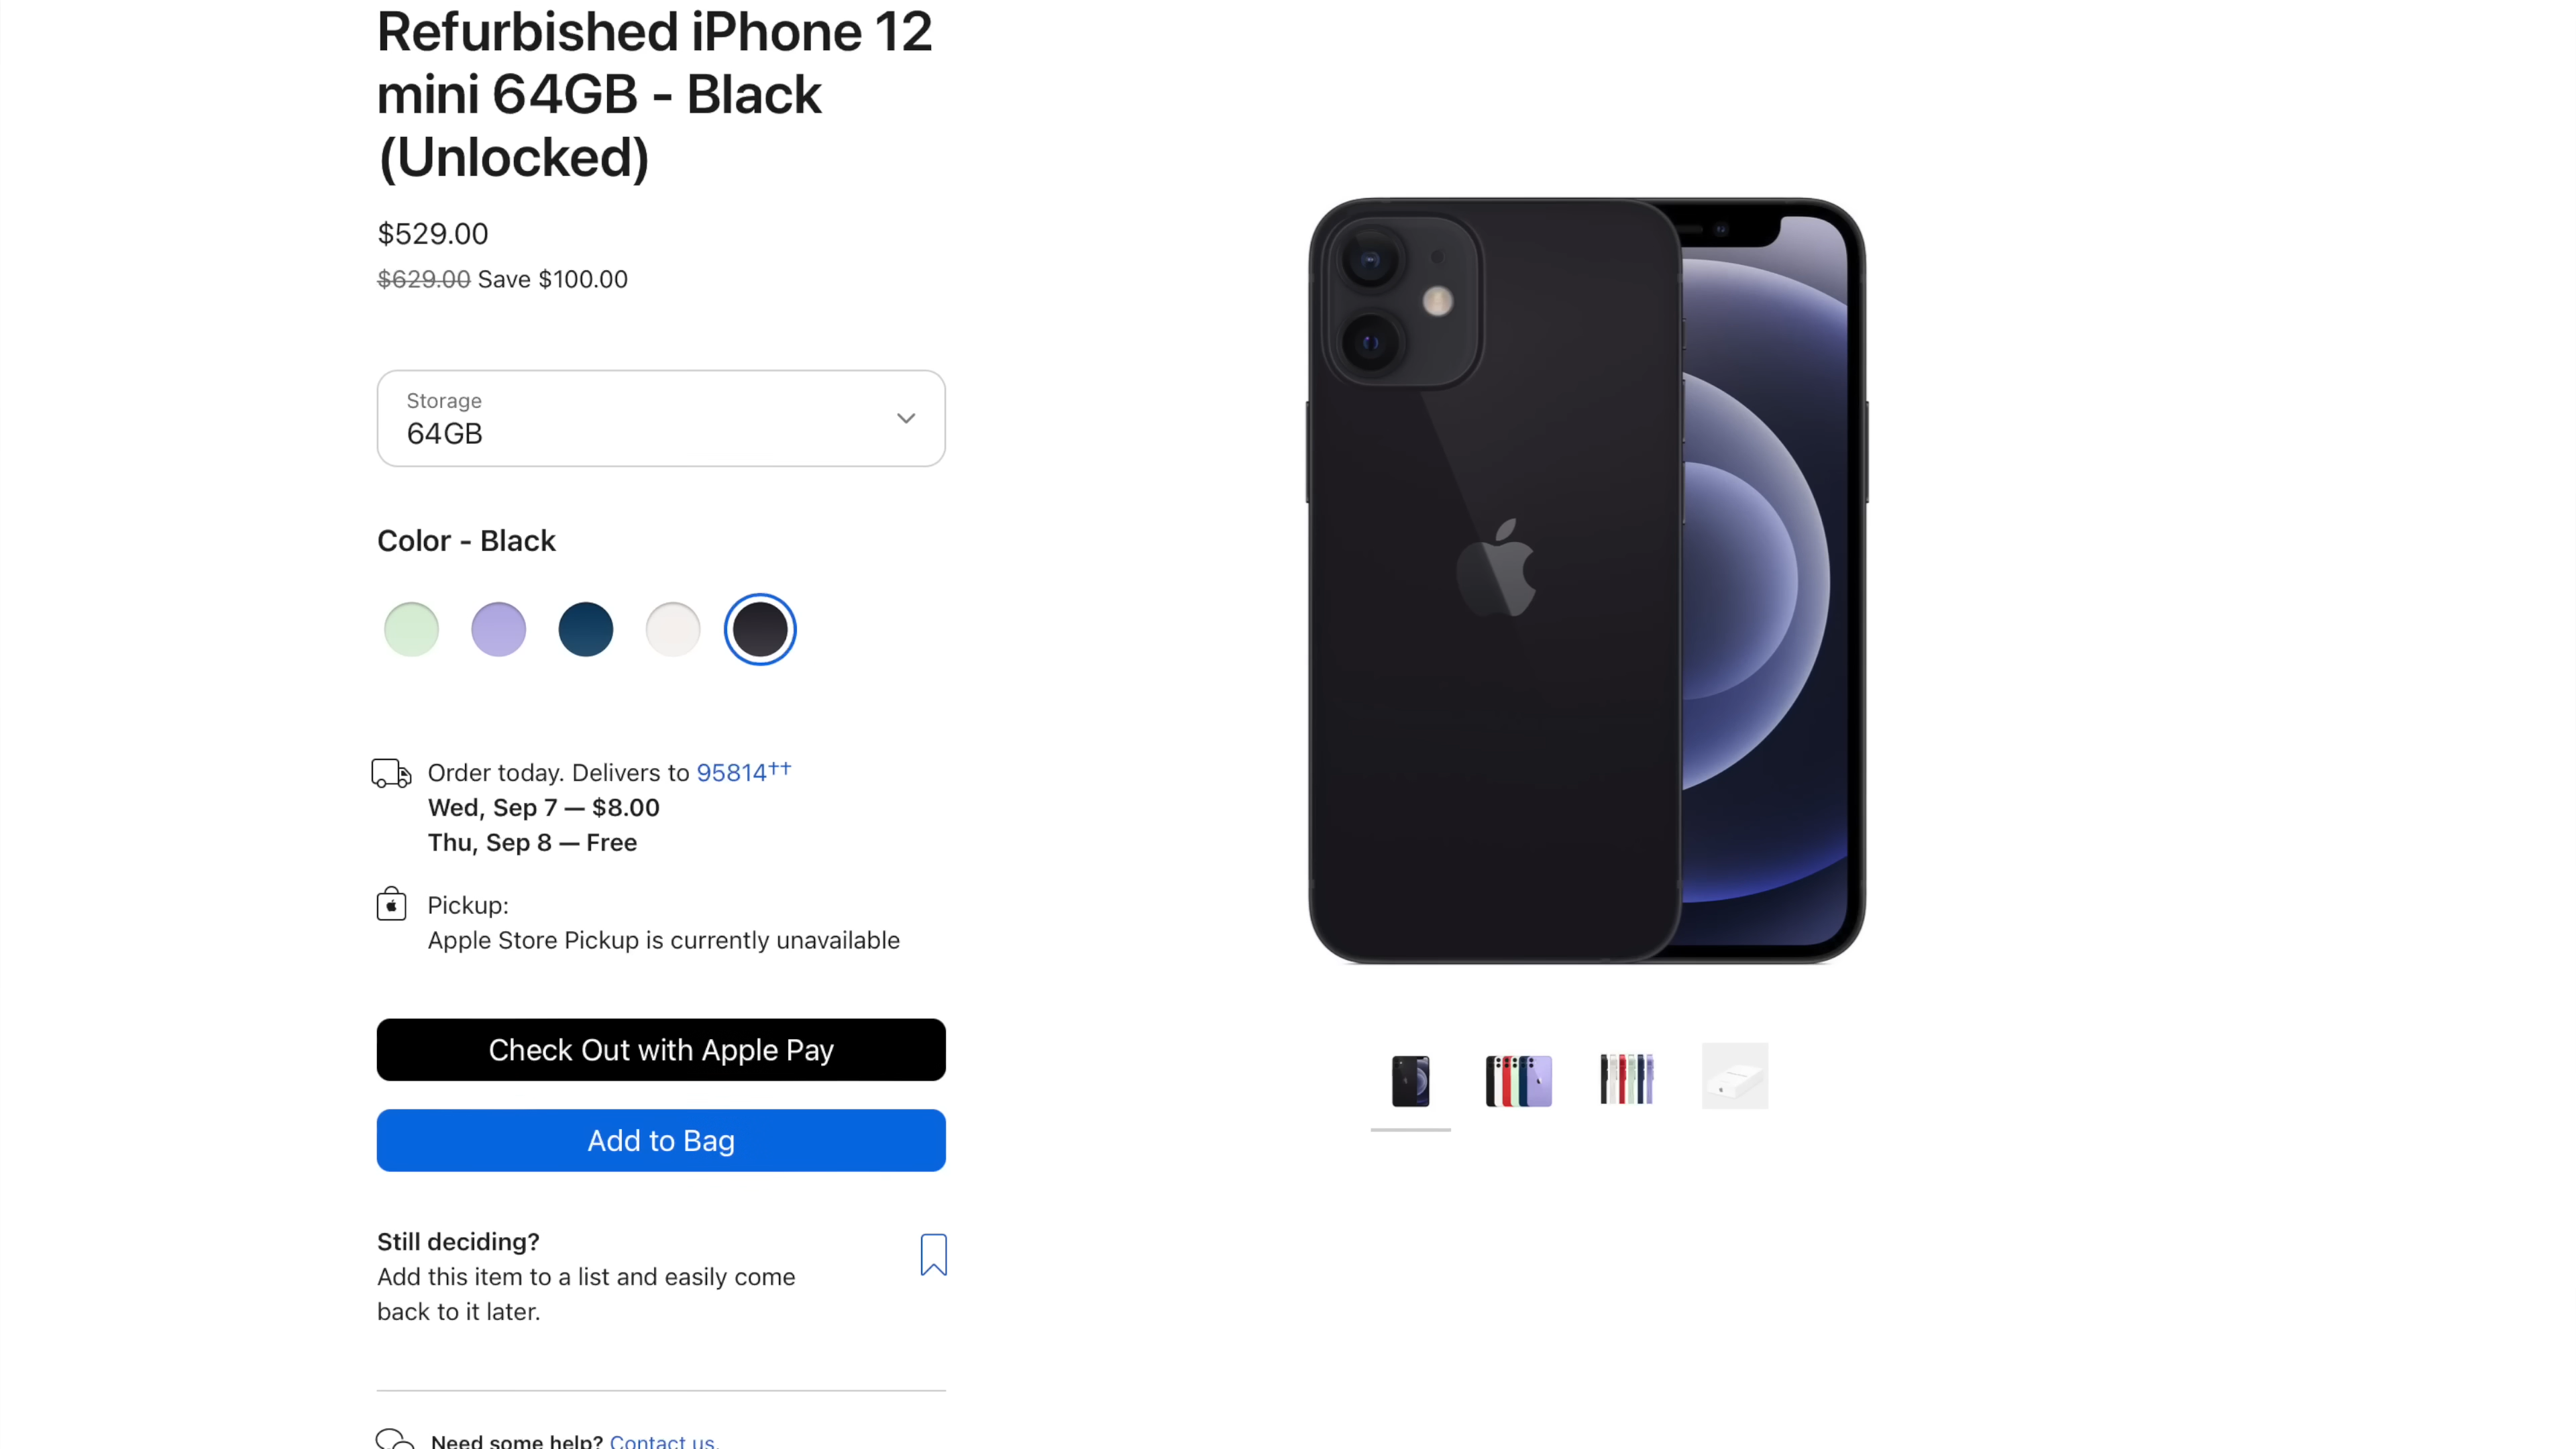 Refurbished iPhone 12
mini 64GB - Black
(Unlocked)
$529.00
$629.00 Save $100.00
Storage
64GB
Color - Black
Order today. Delivers to 95814††
Wed, Sep 7 — $8.00
Thu, Sep 8 — Free
Pickup:
Apple Store Pickup is currently unavailable
Check Out with Apple Pay
Add to Bag
Still deciding?
Add this item to a list and easily come
back to it later.
Need some help? Contact us.